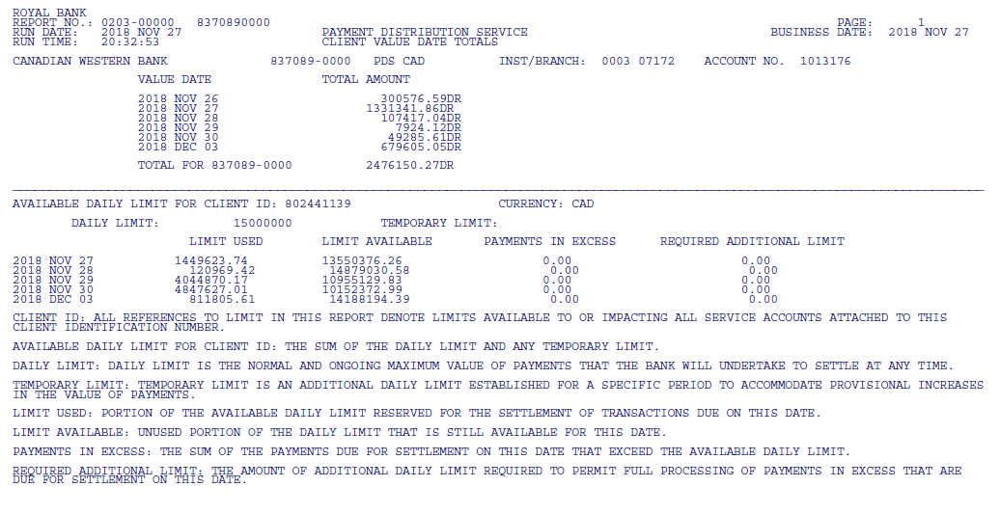 ROYAL BANK
REPORT NO.: 0203-00000   8370890000   PAGE:      1
RUN DATE:   2018 NOV 27   PAYMENT DISTRIBUTION SERVICE   BUSINESS DATE:  2018 NOV 27
RUN TIME:   20:32:53   CLIENT VALUE DATE TOTALS
CANADIAN WESTERN BANK   837089-0000   PDS CAD   INST/BRANCH:  0003 07172   ACCOUNT NO.  1013176
VALUE DATE   TOTAL AMOUNT
2018 NOV 26   300576.59DR
2018 NOV 27   1331341.86DR
2018 NOV 28   107417.04DR
2018 NOV 29   7924.12DR
2018 NOV 30   49285.61DR
2018 DEC 03   679605.05DR
TOTAL FOR 837089-0000   2476150.27DR
AVAILABLE DAILY LIMIT FOR CLIENT ID: 802441139   CURRENCY: CAD
DAILY LIMIT:   15000000   TEMPORARY LIMIT:
LIMIT USED   LIMIT AVAILABLE   PAYMENTS IN EXCESS   REQUIRED ADDITIONAL LIMIT
2018 NOV 27   1449623.74   13550376.26   0.00   0.00
2018 NOV 28   120969.42   14879030.58   0.00   0.00
2018 NOV 29   4044870.17   10955129.83   0.00   0.00
2018 NOV 30   4847627.01   10152372.99   0.00   0.00
2018 DEC 03   811805.61   14188194.39   0.00   0.00
CLIENT ID: ALL REFERENCES TO LIMIT IN THIS REPORT DENOTE LIMITS AVAILABLE TO OR IMPACTING ALL SERVICE ACCOUNTS ATTACHED TO THIS
CLIENT IDENTIFICATION NUMBER.
AVAILABLE DAILY LIMIT FOR CLIENT ID: THE SUM OF THE DAILY LIMIT AND ANY TEMPORARY LIMIT.
DAILY LIMIT: DAILY LIMIT IS THE NORMAL AND ONGOING MAXIMUM VALUE OF PAYMENTS THAT THE BANK WILL UNDERTAKE TO SETTLE AT ANY TIME.
TEMPORARY LIMIT: TEMPORARY LIMIT IS AN ADDITIONAL DAILY LIMIT ESTABLISHED FOR A SPECIFIC PERIOD TO ACCOMMODATE PROVISIONAL INCREASES
IN THE VALUE OF PAYMENTS.
LIMIT USED: PORTION OF THE AVAILABLE DAILY LIMIT RESERVED FOR THE SETTLEMENT OF TRANSACTIONS DUE ON THIS DATE.
LIMIT AVAILABLE: UNUSED PORTION OF THE DAILY LIMIT THAT IS STILL AVAILABLE FOR THIS DATE.
PAYMENTS IN EXCESS: THE SUM OF THE PAYMENTS DUE FOR SETTLEMENT ON THIS DATE THAT EXCEED THE AVAILABLE DAILY LIMIT.
REQUIRED ADDITIONAL LIMIT: THE AMOUNT OF ADDITIONAL DAILY LIMIT REQUIRED TO PERMIT FULL PROCESSING OF PAYMENTS IN EXCESS THAT ARE
DUE FOR SETTLEMENT ON THIS DATE.